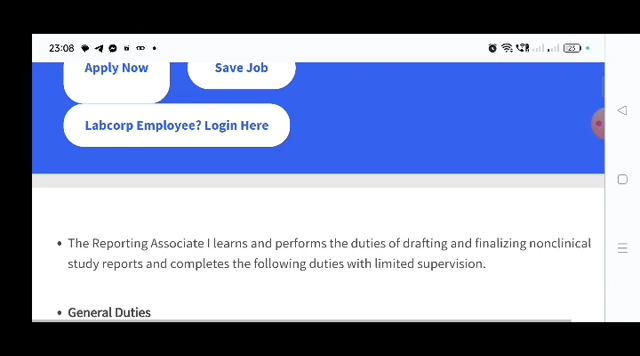 23:08
23
Apply Now
Save Job
Labcorp Employee? Login Here
• The Reporting Associate I learns and performs the duties of drafting and finalizing nonclinical
study reports and completes the following duties with limited supervision.
• General Duties